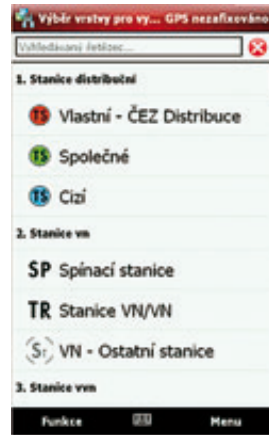 Výběr vrstvy pro vy... GPS nezafixováno
Vyhledávaný řetězec...
1. Stanice distribuční
TS Vlastní - ČEZ Distribuce
TS Společné
TS Cizí
2. Stanice vn
SP Spínací stanice
TR Stanice VN/VN
St VN - Ostatní stanice
3. Stanice vvn
Funkce Menu